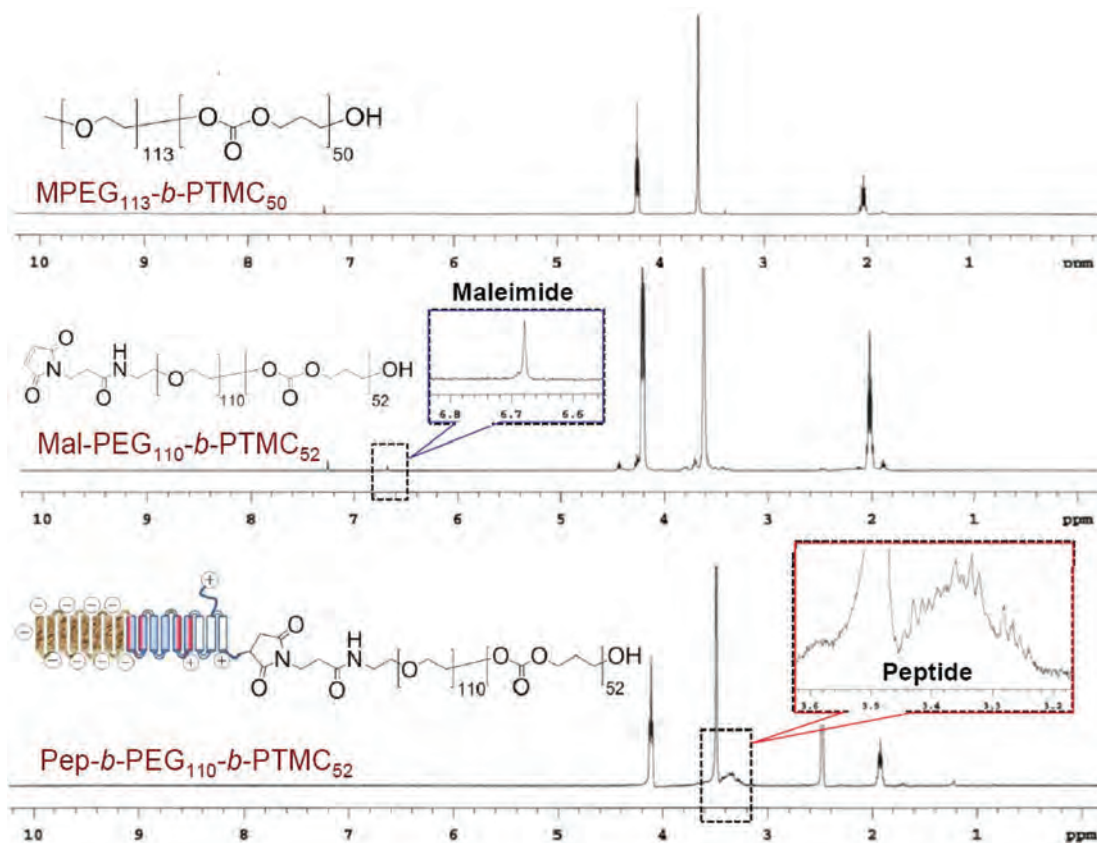 O
O
O
O
OH
113
50
MPEG113-b-PTMC50
10 9 8 7 6 5 4 3 2 1 ppm
Maleimide
6.8 6.7 6.6
O
N
O
H
N
O
O
O
O
O
OH
110
52
Mal-PEG110-b-PTMC52
10 9 8 7 6 5 4 3 2 1 ppm
Peptide
3.6 3.5 3.4 3.3 3.2
− − − − − − − − −
+ + +
O
N
O
H
N
O
O
O
O
O
OH
110
52
Pep-b-PEG110-b-PTMC52
10 9 8 7 6 5 4 3 2 1 ppm